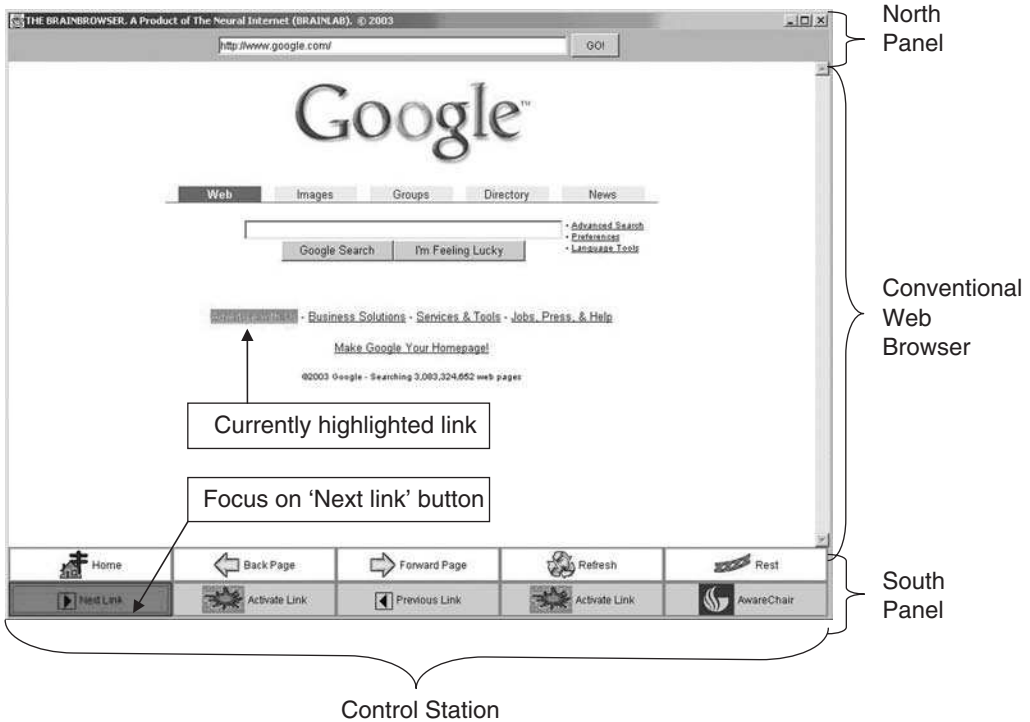 THE BRAINBROWSER, A Product of The Neural Internet (BRAINLAB). © 2003
North
Panel
http://www.google.com/
GO!
Google™
Web Images Groups Directory News
• Advanced Search
• Preferences
• Language Tools
Google Search I'm Feeling Lucky
Conventional
Web
Browser
- Business Solutions - Services & Tools - Jobs, Press, & Help
Make Google Your Homepage!
©2003 Google - Searching 3,083,324,652 web pages
Currently highlighted link
Focus on ‘Next link’ button
Home Back Page Forward Page Refresh Rest
Next Link Activate Link Previous Link Activate Link AwareChair
South
Panel
Control Station